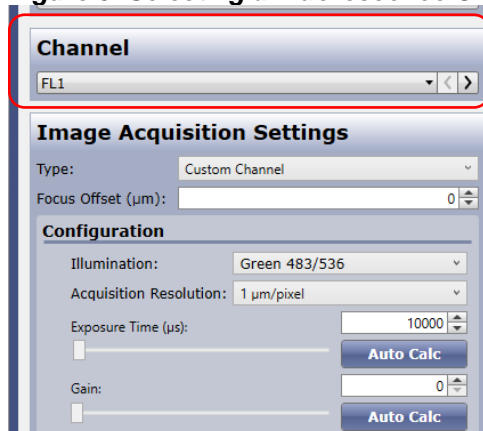 Channel
FL1
Image Acquisition Settings
Type: Custom Channel
Focus Offset (µm): 0
Configuration
Illumination: Green 483/536
Acquisition Resolution: 1 µm/pixel
Exposure Time (µs): 10000
Auto Calc
Gain: 0
Auto Calc